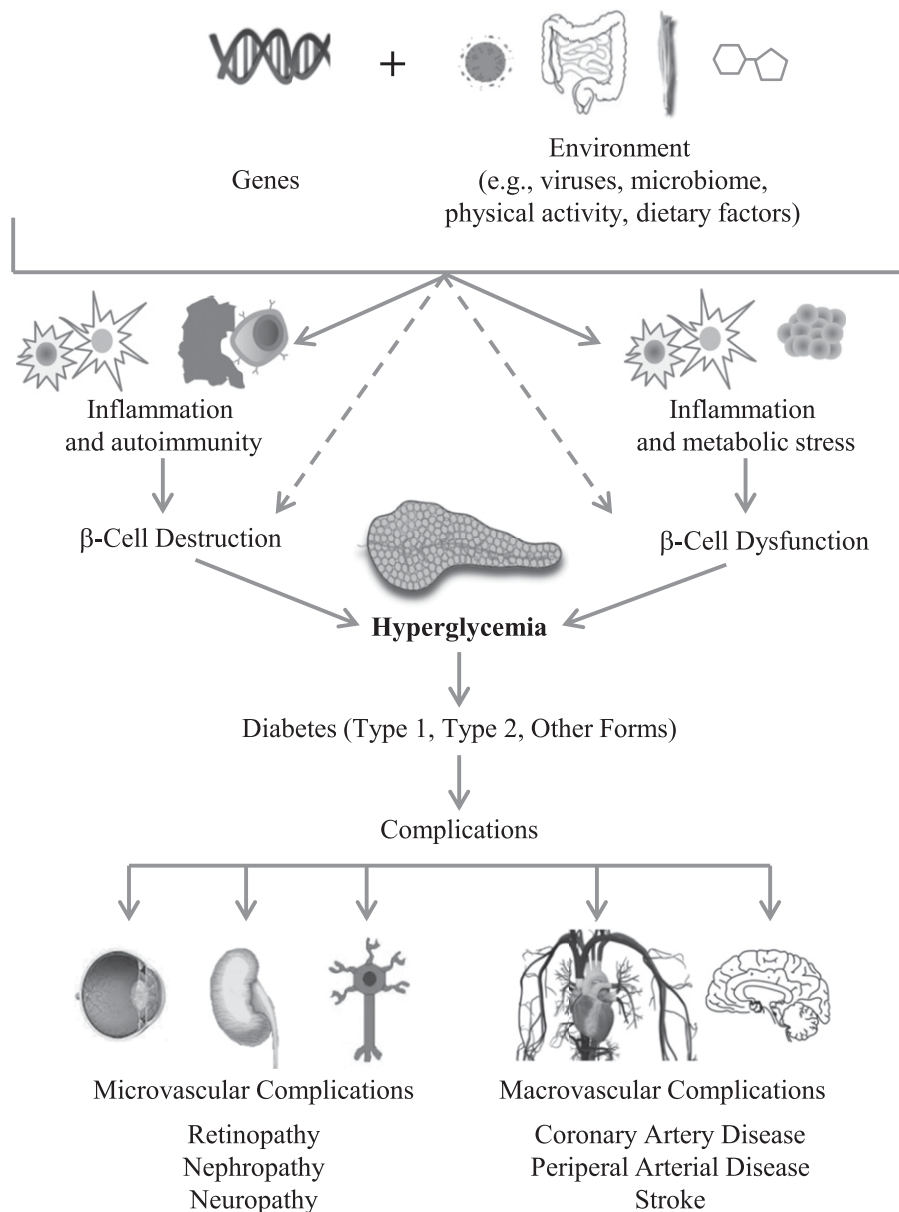 +
Genes
Environment
(e.g., viruses, microbiome,
physical activity, dietary factors)
Inflammation
and autoimmunity
Inflammation
and metabolic stress
β-Cell Destruction
β-Cell Dysfunction
Hyperglycemia
Diabetes (Type 1, Type 2, Other Forms)
Complications
Microvascular Complications
Retinopathy
Nephropathy
Neuropathy
Macrovascular Complications
Coronary Artery Disease
Periperal Arterial Disease
Stroke